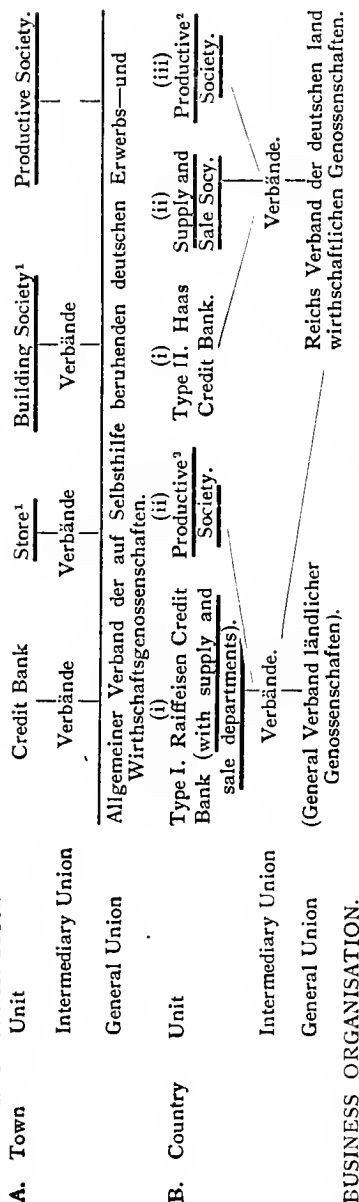 A. Town Unit Credit Bank Store¹ Building Society¹ Productive Society.
Intermediary Union Verbände Verbände Verbände
General Union Allgemeiner Verband der auf Selbsthilfe beruhenden deutschen Erwerbs—und
Wirthschaftsgenossenschaften.
B. Country Unit (i) (ii) (i) (ii) (iii)
Type I. Raiffeisen Credit Productive² Type II. Haas Supply and Productive²
Bank (with supply and Society. Credit Bank. Sale Socy. Society.
sale departments).
Intermediary Union Verbände. Verbände.
General Union (General Verband ländlicher Reichs Verband der deutschen land
Genossenschaften). wirthschaftlichen Genossenschaften.
BUSINESS ORGANISATION.